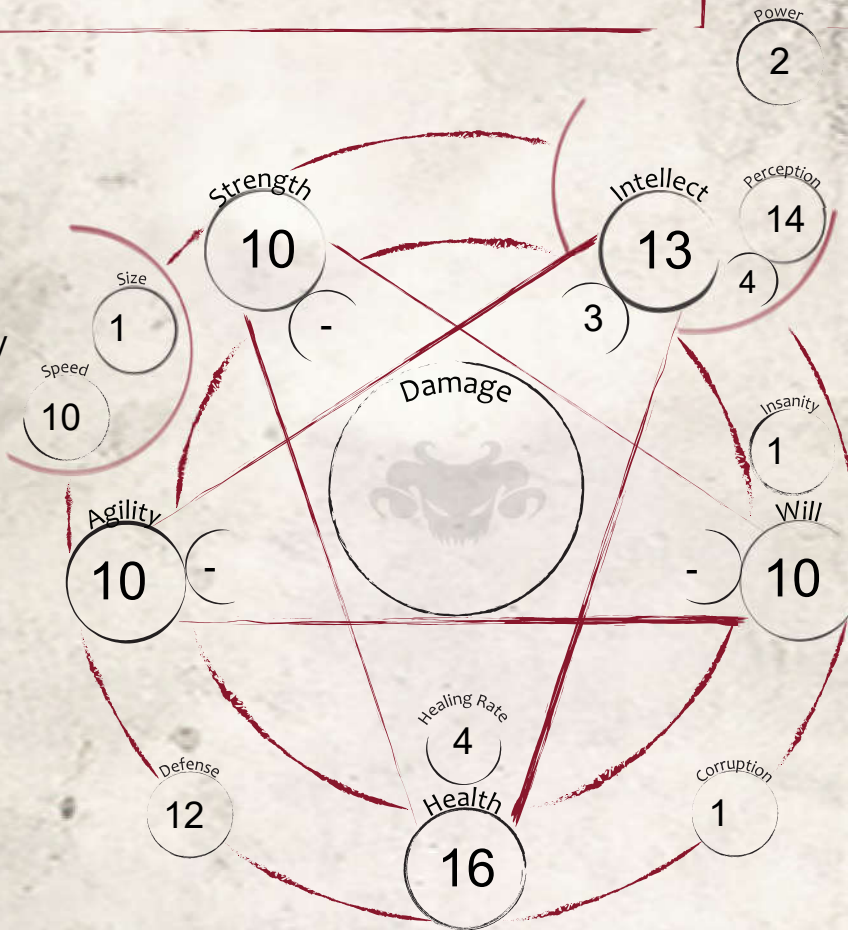 Power
2
Strength
10
-
Intellect
13
3
Perception
14
4
Size
1
Speed
10
Damage
Insanity
1
Agility
10
-
Will
10
-
Healing Rate
4
Defense
12
Health
16
Corruption
1